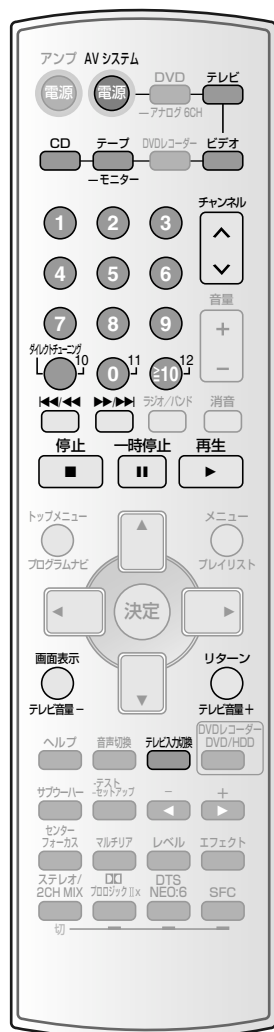 アンプ AVシステム
電源 電源 DVD テレビ
ーアナログ 6CH
CD テープ DVDレコーダー ビデオ
ーモニター
チャンネル
1 2 3
4 5 6
音量
7 8 9 +
ダイレクトチューニング 10 0 11 ≧10 12 −
|◀◀/◀◀ ▶▶/▶▶| ラジオ/バンド 消音
停止 一時停止 再生
■ ❚❚ ▶
トップメニュー ▲ メニュー
プログラムナビ プレイリスト
◀ 決定 ▶
画面表示 リターン
▼
テレビ音量− テレビ音量+
ヘルプ 音声切換 テレビ入力切換 DVDレコーダー DVD/HDD
サブウーハー -テスト -セットアップ − +
◀ ▶
センター
フォーカス マルチリア レベル エフェクト
ステレオ/ DTS
2CH MIX プロロジックⅡx NEO:6 SFC
切